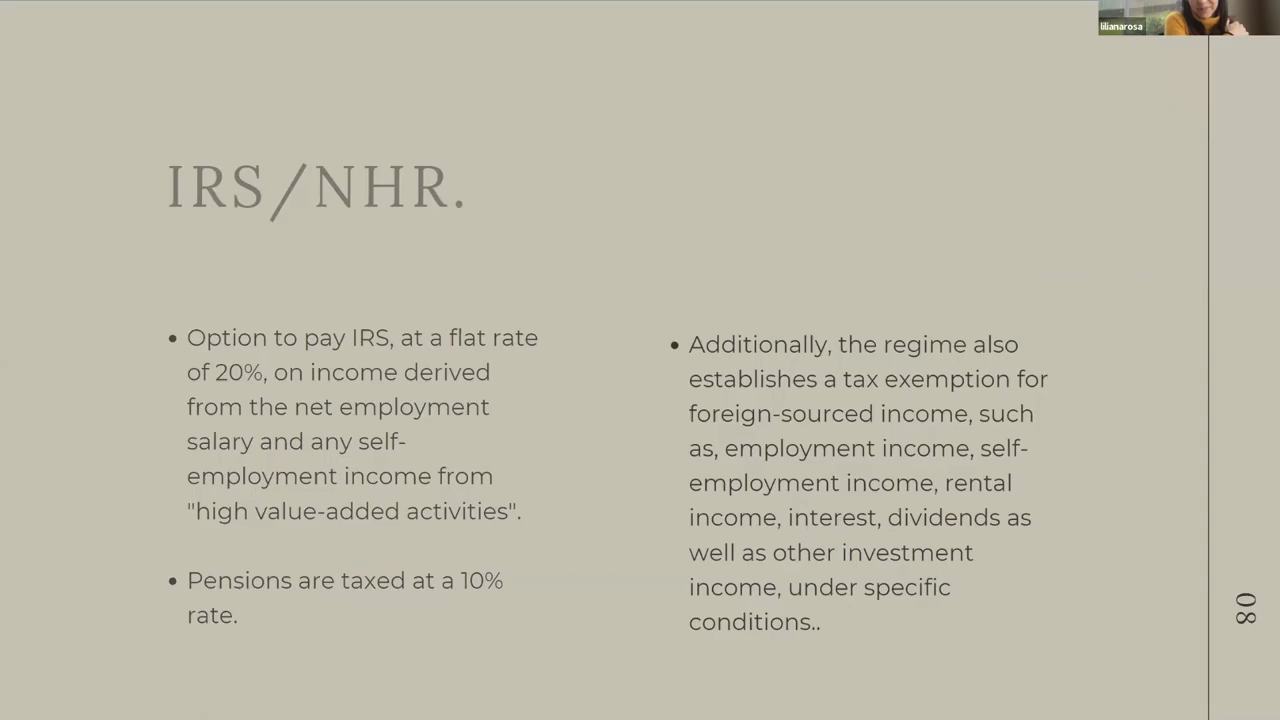 lilianarosa
IRS/NHR.
• Option to pay IRS, at a flat rate
of 20%, on income derived
from the net employment
salary and any self-
employment income from
"high value-added activities".
• Pensions are taxed at a 10%
rate.
• Additionally, the regime also
establishes a tax exemption for
foreign-sourced income, such
as, employment income, self-
employment income, rental
income, interest, dividends as
well as other investment
income, under specific
conditions..
08